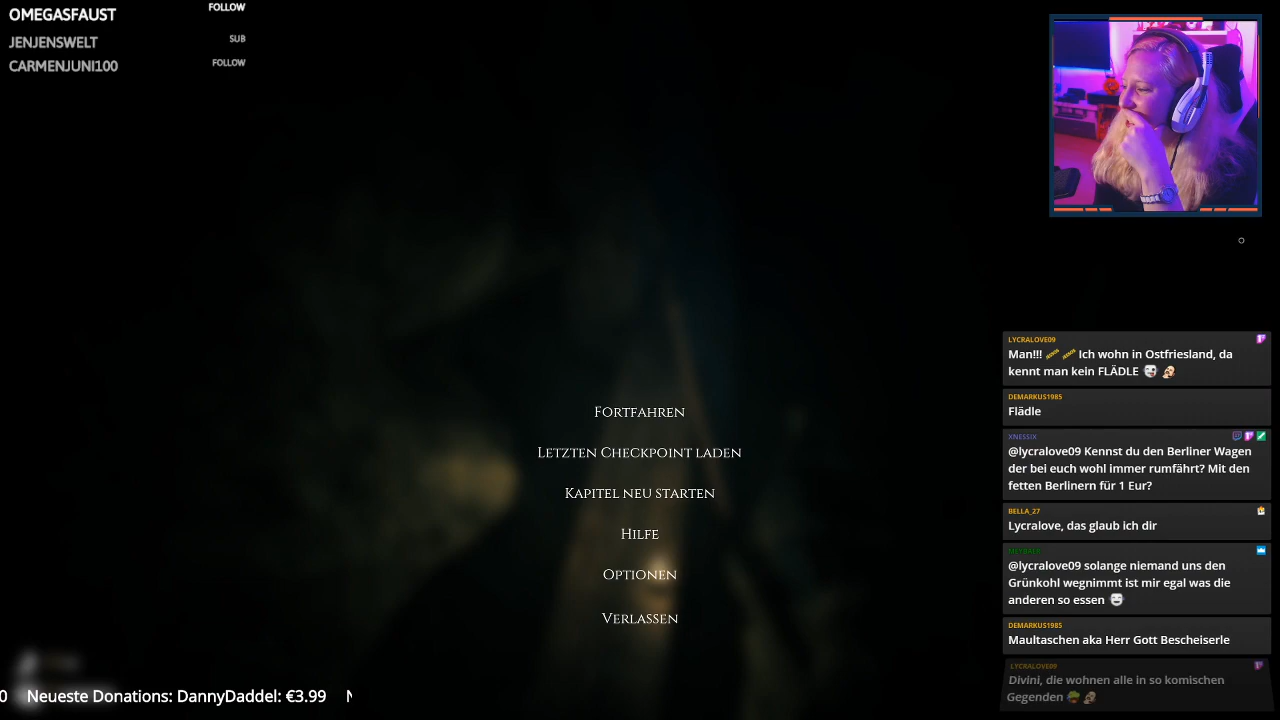 OMEGASFAUST FOLLOW
JENJENSWELT SUB
CARMENJUNI100 FOLLOW
FORTFAHREN
LETZTEN CHECKPOINT LADEN
KAPITEL NEU STARTEN
HILFE
OPTIONEN
VERLASSEN
LYCRALOVE09
Man!!! Ich wohn in Ostfriesland, da
kennt man kein FLÄDLE
DEMARKUS1985
Flädle
XNESSIX
@lycralove09 Kennst du den Berliner Wagen
der bei euch wohl immer rumfährt? Mit den
fetten Berlinern für 1 Eur?
BELLA_27
Lycralove, das glaub ich dir
@lycralove09 solange niemand uns den
Grünkohl wegnimmt ist mir egal was die
anderen so essen
DEMARKUS1985
Maultaschen aka Herr Gott Bescheiserle
LYCRALOVE09
Divini, die wohnen alle in so komischen
Gegenden
0 Neueste Donations: DannyDaddel: €3.99